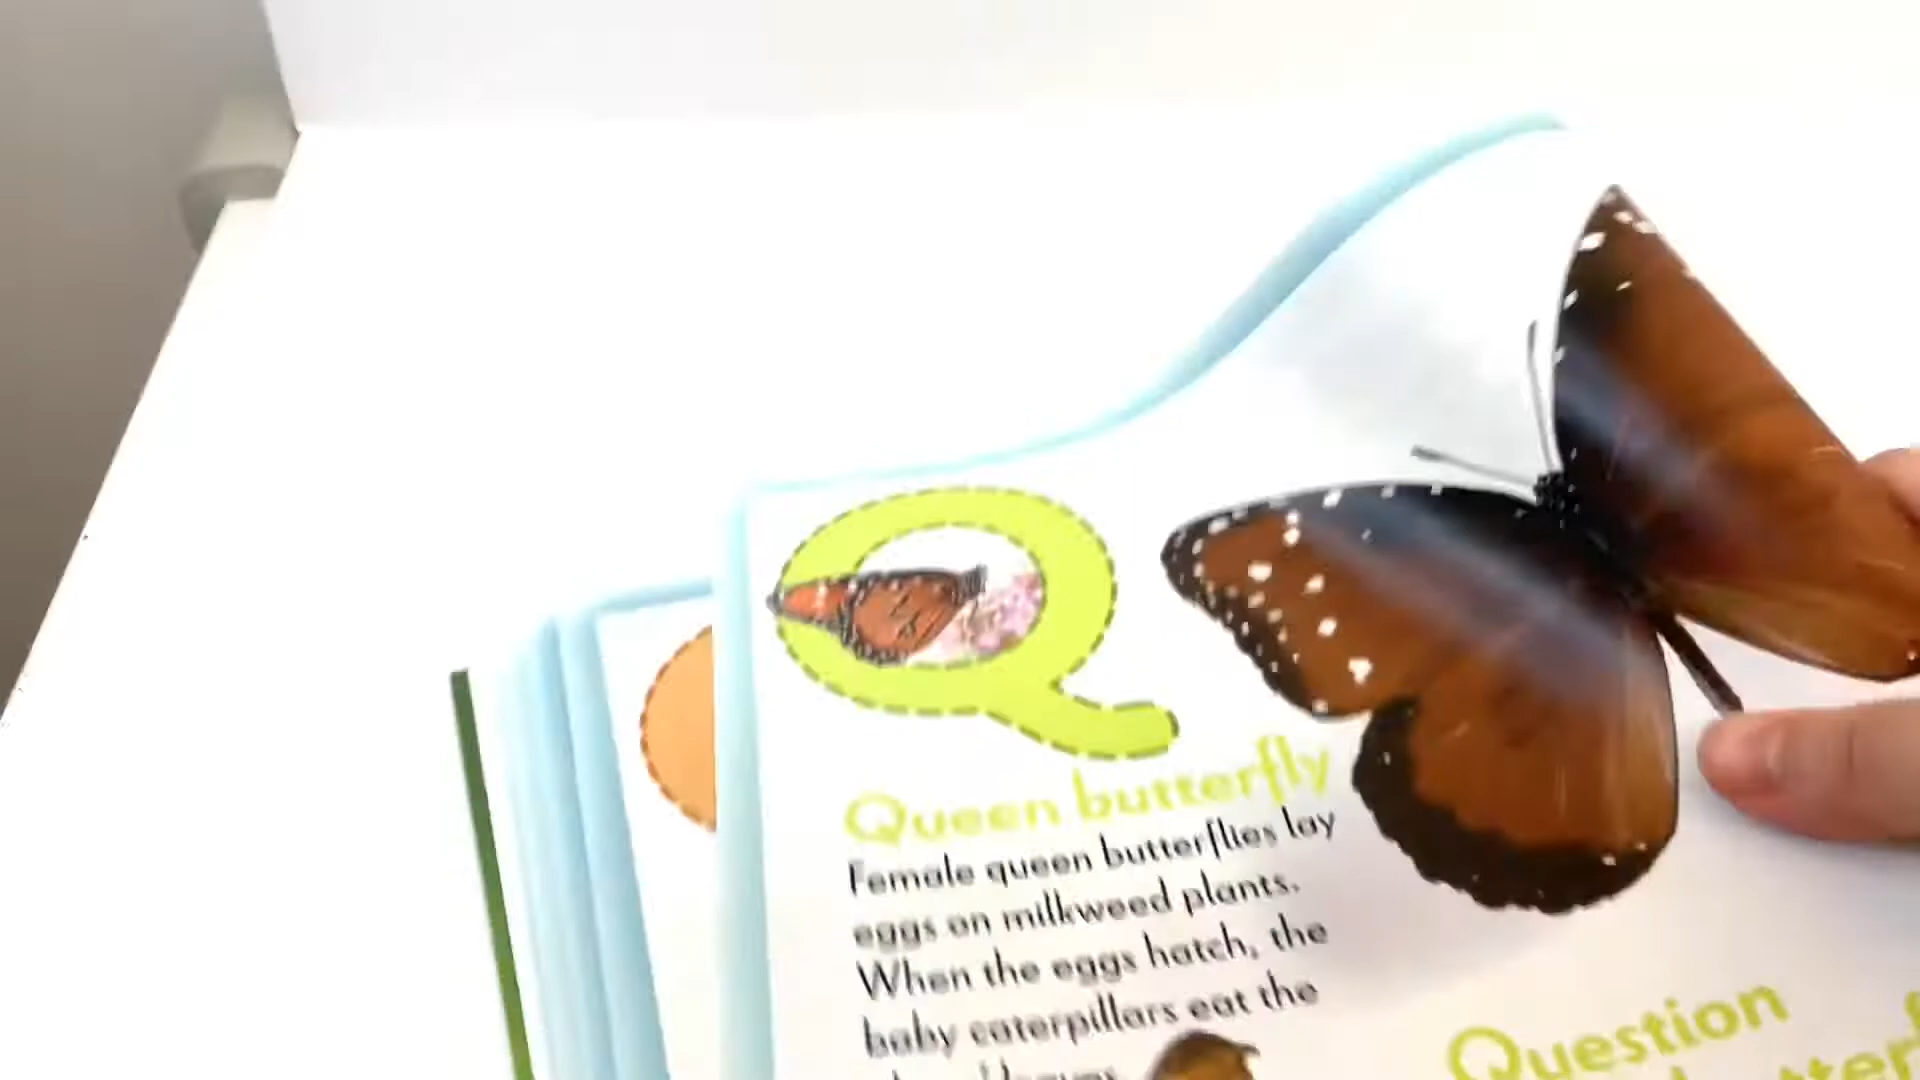 Q
Queen butterfly
Female queen butterflies lay
eggs on milkweed plants.
When the eggs hatch, the
baby caterpillars eat the
Question